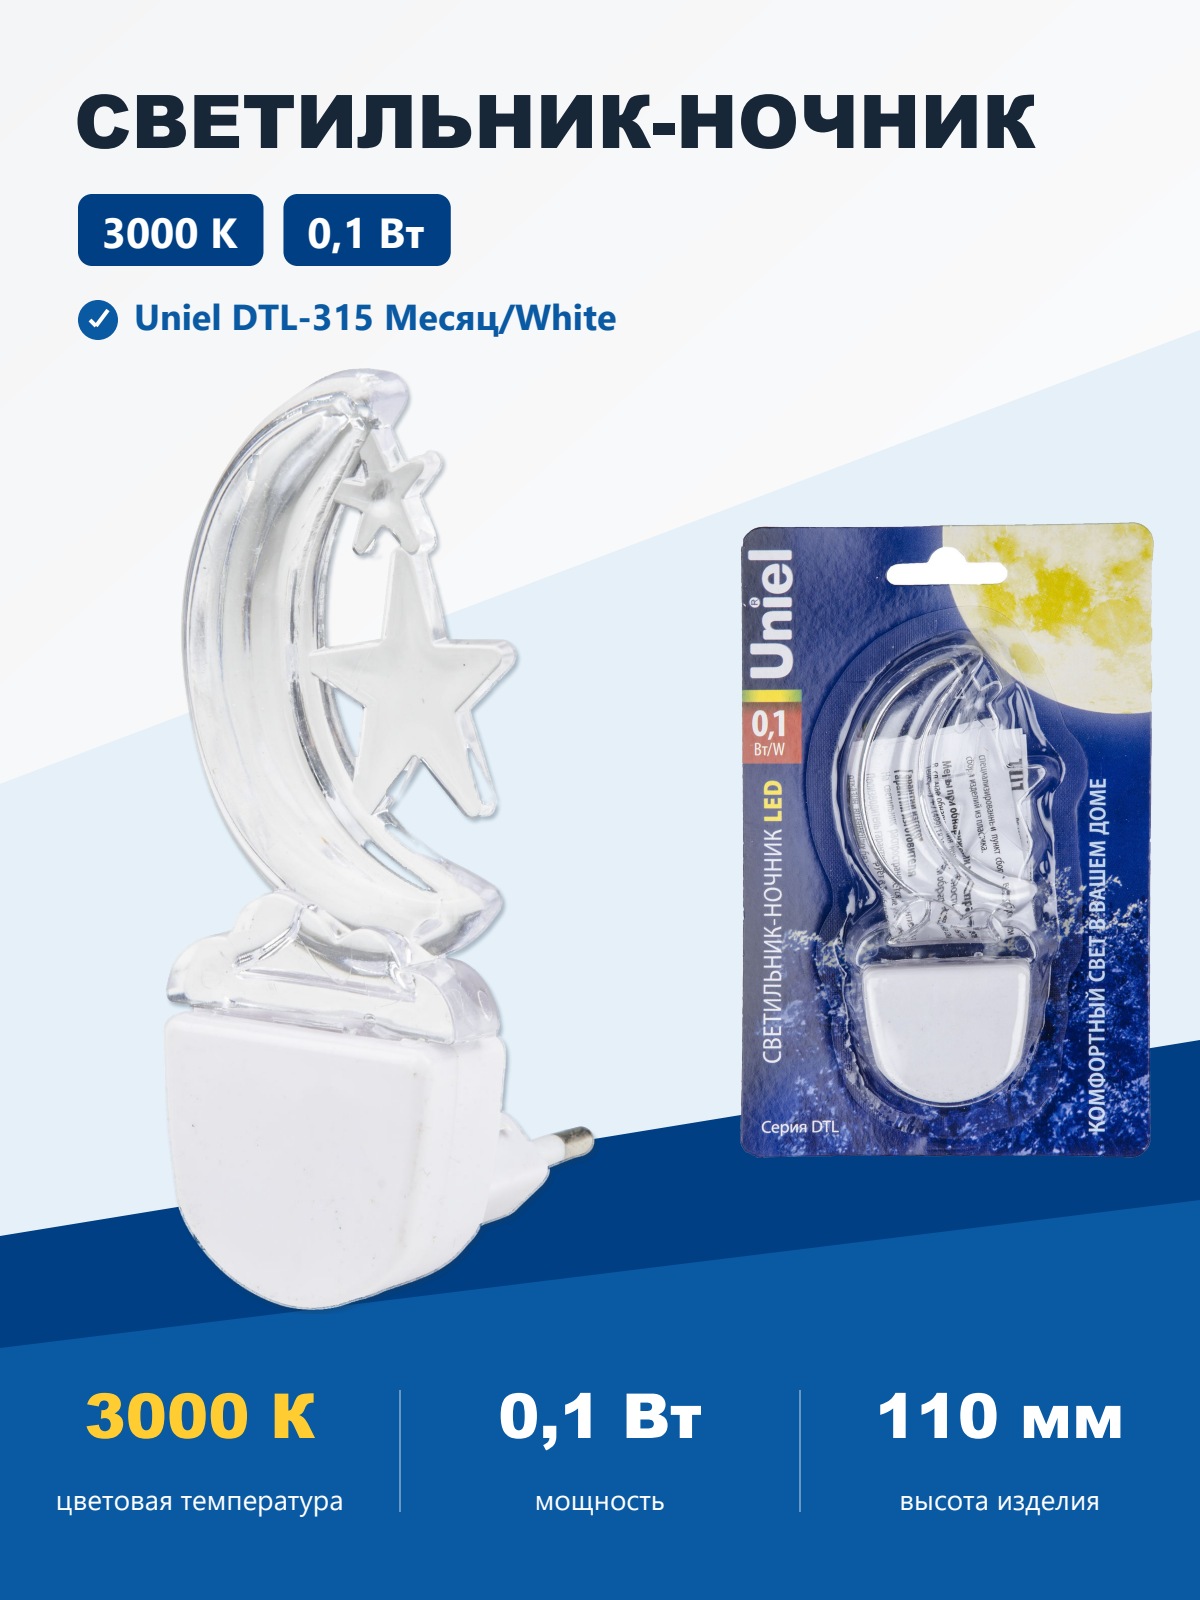 СВЕТИЛЬНИК-НОЧНИК
3000 К
0,1 Вт
Uniel DTL-315 Месяц/White
Uniel®
0,1
Вт/W
СВЕТИЛЬНИК-НОЧНИК LED
КОМФОРТНЫЙ СВЕТ В ВАШЕМ ДОМЕ
Серия DTL
3000 К
0,1 Вт
110 мм
цветовая температура
мощность
высота изделия